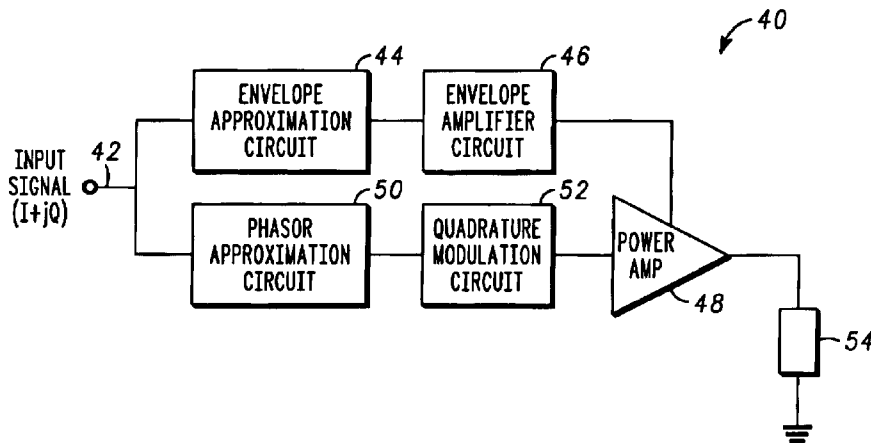 40
44
46
ENVELOPE
APPROXIMATION
CIRCUIT
ENVELOPE
AMPLIFIER
CIRCUIT
INPUT
SIGNAL
(I+jQ)
42
50
52
PHASOR
APPROXIMATION
CIRCUIT
QUADRATURE
MODULATION
CIRCUIT
POWER
AMP
48
54